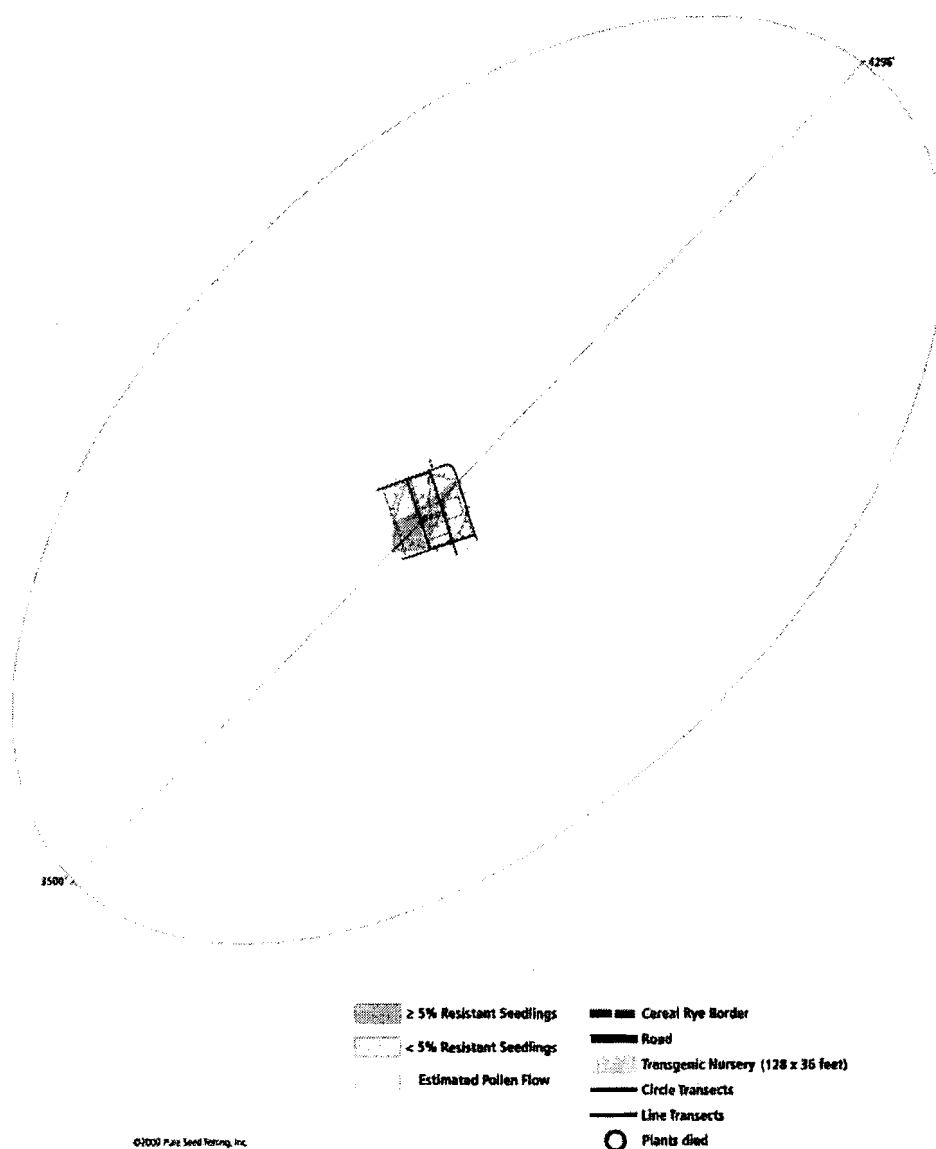 4296'
3500'
≥ 5% Resistant Seedlings
< 5% Resistant Seedlings
Estimated Pollen Flow
Cereal Rye Border
Road
Transgenic Nursery (128 x 36 feet)
Circle Transects
Line Transects
Plants died
Pure Seed Testing, Inc.